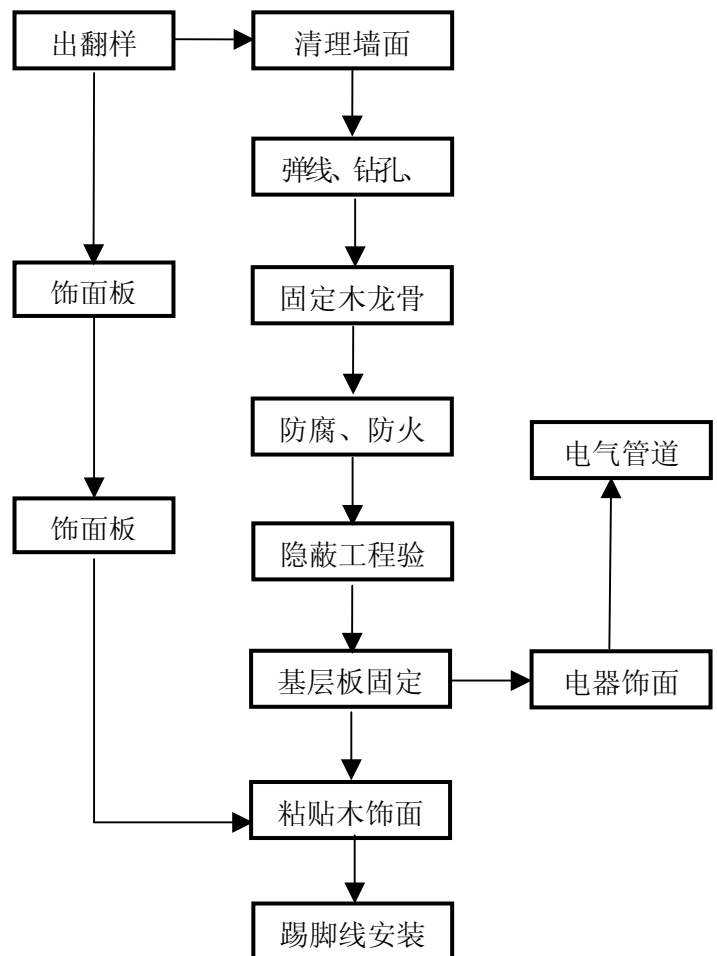 出翻样
清理墙面
弹线、钻孔、
饰面板
固定木龙骨
防腐、防火
电气管道
饰面板
隐蔽工程验
基层板固定
电器饰面
粘贴木饰面
踢脚线安装